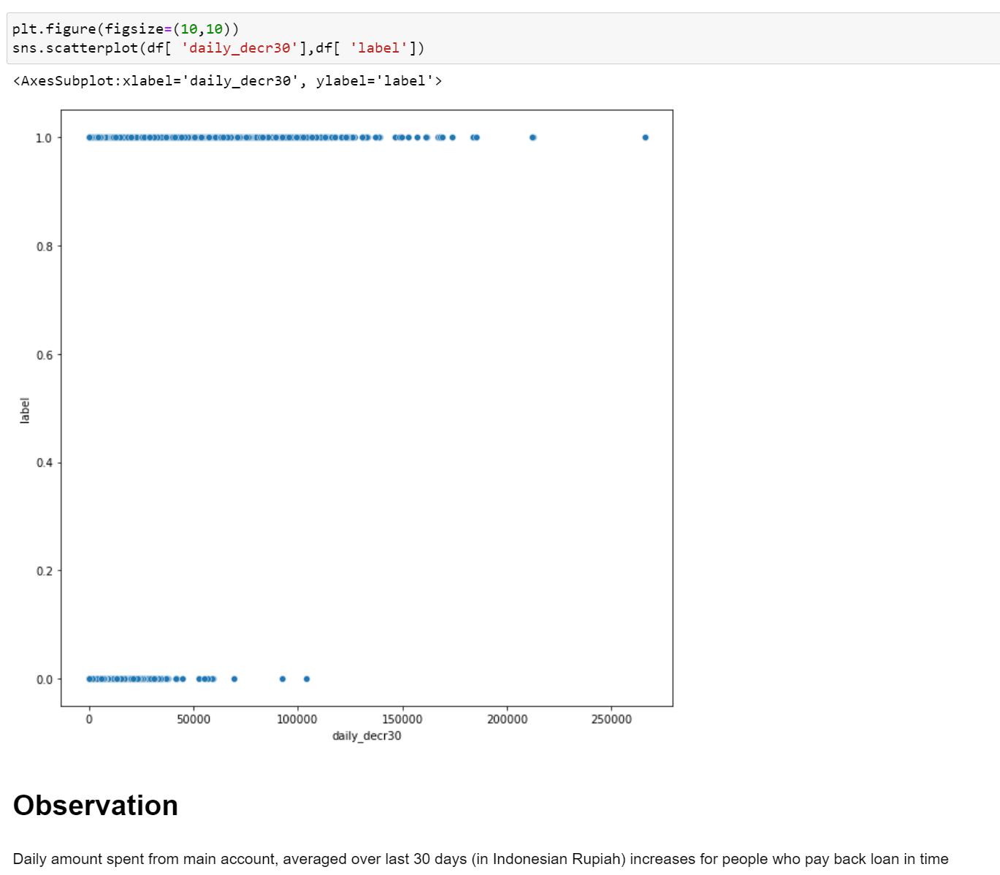 plt.figure(figsize=(10,10))
sns.scatterplot(df[ 'daily_decr30'],df[ 'label'])
<AxesSubplot:xlabel='daily_decr30', ylabel='label'>
1.0
0.8
0.6
label
0.4
0.2
0.0
0 50000 100000 150000 200000 250000
daily_decr30
Observation
Daily amount spent from main account, averaged over last 30 days (in Indonesian Rupiah) increases for people who pay back loan in time